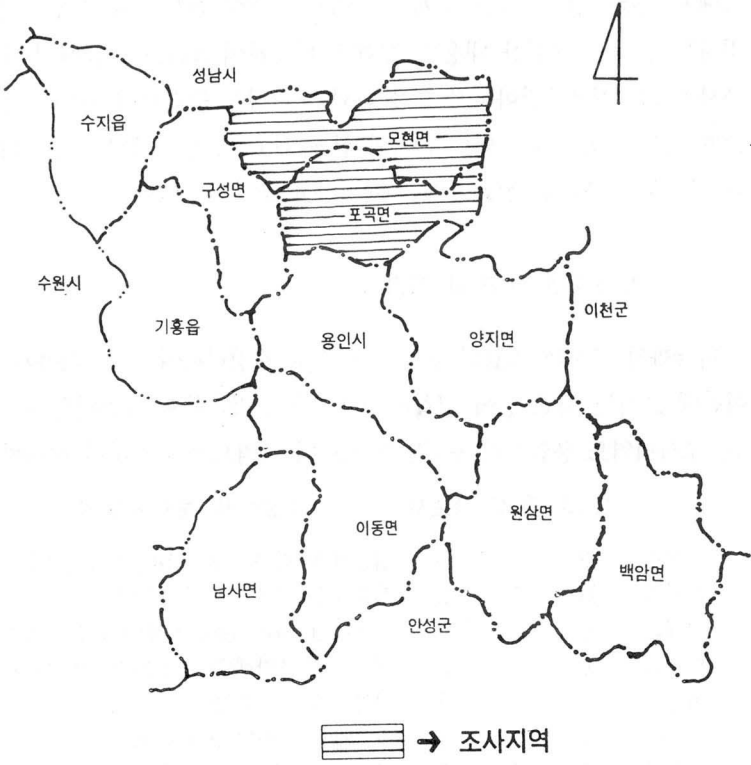 성남시
수지읍
모현면
구성면
포곡면
수원시
기흥읍
용인시
양지면
이천군
이동면
원삼면
남사면
백암면
안성군
→ 조사지역